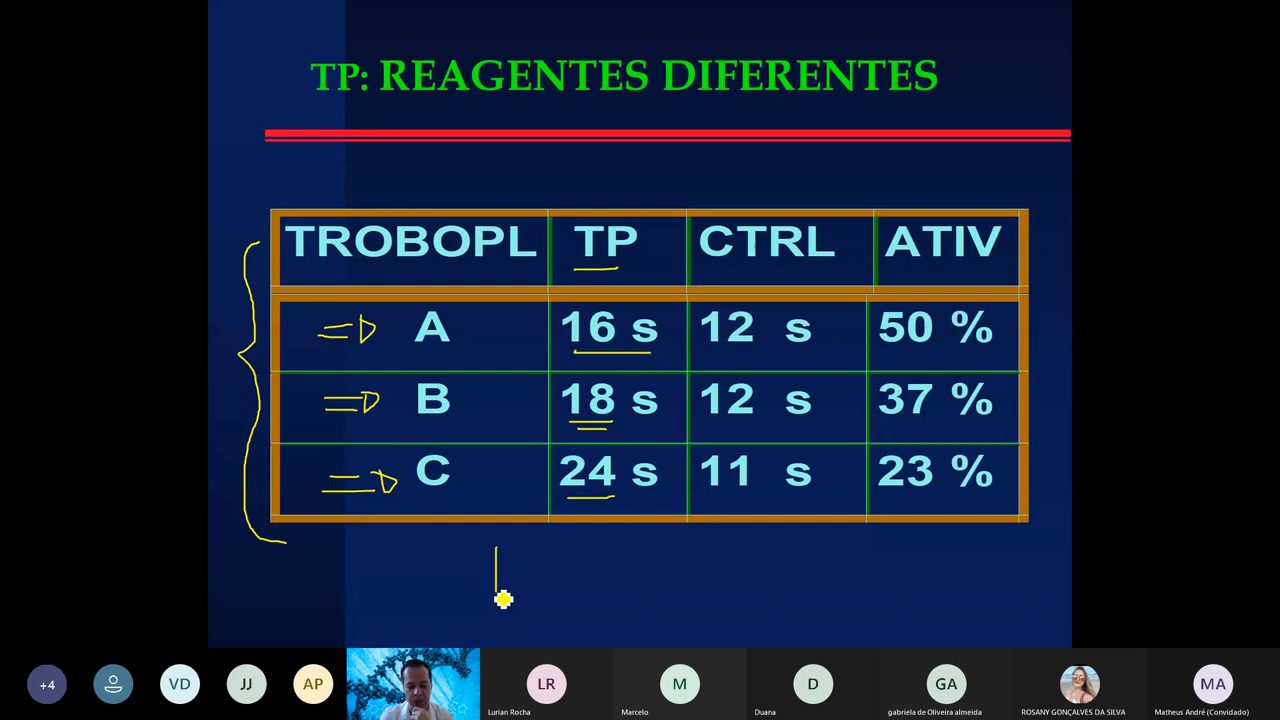 TP: REAGENTES DIFERENTES
TROBOPL TP CTRL ATIV
A 16 s 12 s 50 %
B 18 s 12 s 37 %
C 24 s 11 s 23 %
+4 VD JJ AP LR M D GA MA
Lurian Rocha Marcelo Duana gabriela de Oliveira almeida ROSANY GONÇALVES DA SILVA Matheus André (Convidado)